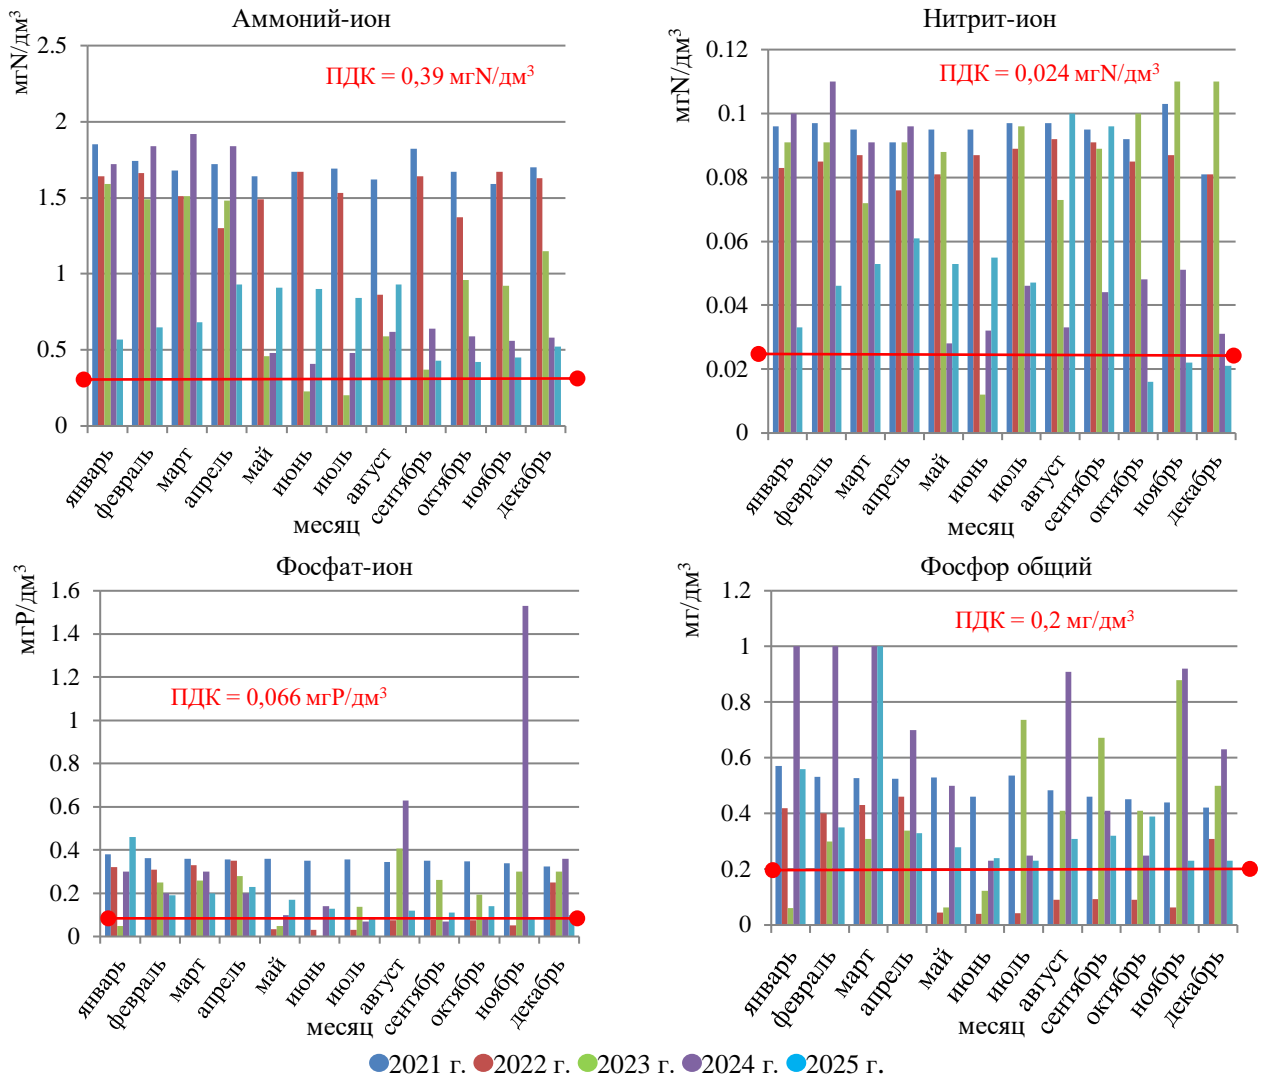 Аммоний-ион
мгN/дм³
ПДК = 0,39 мгN/дм³
2.5
2
1.5
1
0.5
0
январь
февраль
март
апрель
май
июнь
июль
август
сентябрь
октябрь
ноябрь
декабрь
месяц
Нитрит-ион
мгN/дм³
ПДК = 0,024 мгN/дм³
0.12
0.1
0.08
0.06
0.04
0.02
0
январь
февраль
март
апрель
май
июнь
июль
август
сентябрь
октябрь
ноябрь
декабрь
месяц
Фосфат-ион
мгP/дм³
ПДК = 0,066 мгP/дм³
1.6
1.4
1.2
1
0.8
0.6
0.4
0.2
0
январь
февраль
март
апрель
май
июнь
июль
август
сентябрь
октябрь
ноябрь
декабрь
месяц
Фосфор общий
мг/дм³
ПДК = 0,2 мг/дм³
1.2
1
0.8
0.6
0.4
0.2
0
январь
февраль
март
апрель
май
июнь
июль
август
сентябрь
октябрь
ноябрь
декабрь
месяц
2021 г. 2022 г. 2023 г. 2024 г. 2025 г.